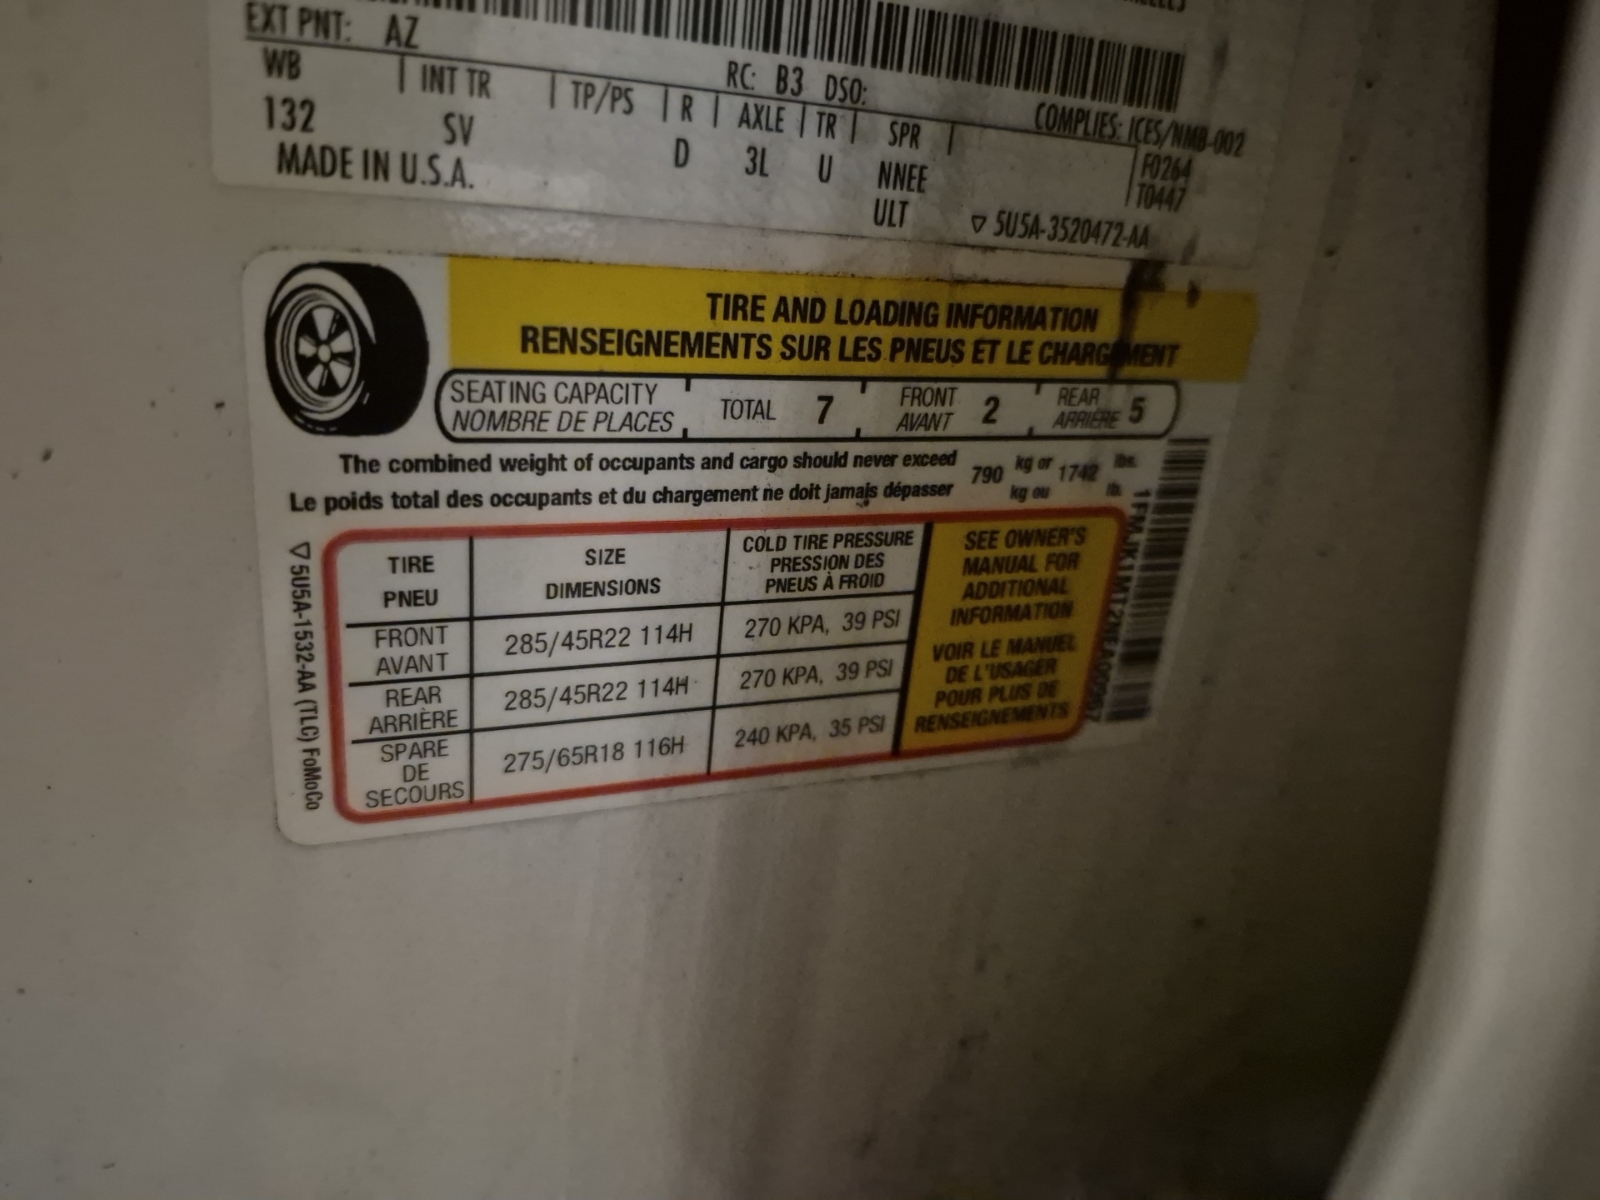 EXT PNT: AZ
RC: B3 DSO:
WB INT TR TP/PS R AXLE TR SPR
COMPLIES: ICES/NMB-002
132 SV D 3L U NNEE
F0264
T0447
MADE IN U.S.A.
ULT
▽ 5U5A-3520472-AA
TIRE AND LOADING INFORMATION
RENSEIGNEMENTS SUR LES PNEUS ET LE CHARGEMENT
SEATING CAPACITY
NOMBRE DE PLACES
TOTAL 7
FRONT
AVANT 2
REAR
ARRIÈRE 5
The combined weight of occupants and cargo should never exceed
Le poids total des occupants et du chargement ne doit jamais dépasser
790 kg or 1742 lbs.
kg ou lb.
TIRE
PNEU
SIZE
DIMENSIONS
COLD TIRE PRESSURE
PRESSION DES
PNEUS À FROID
FRONT
AVANT
285/45R22 114H
270 KPA, 39 PSI
REAR
ARRIÈRE
285/45R22 114H
270 KPA, 39 PSI
SPARE
DE
SECOURS
275/65R18 116H
240 KPA, 35 PSI
SEE OWNER'S
MANUAL FOR
ADDITIONAL
INFORMATION
VOIR LE MANUEL
DE L'USAGER
POUR PLUS DE
RENSEIGNEMENTS
▽ 5U5A-1532-AA (TLC) FoMoCo